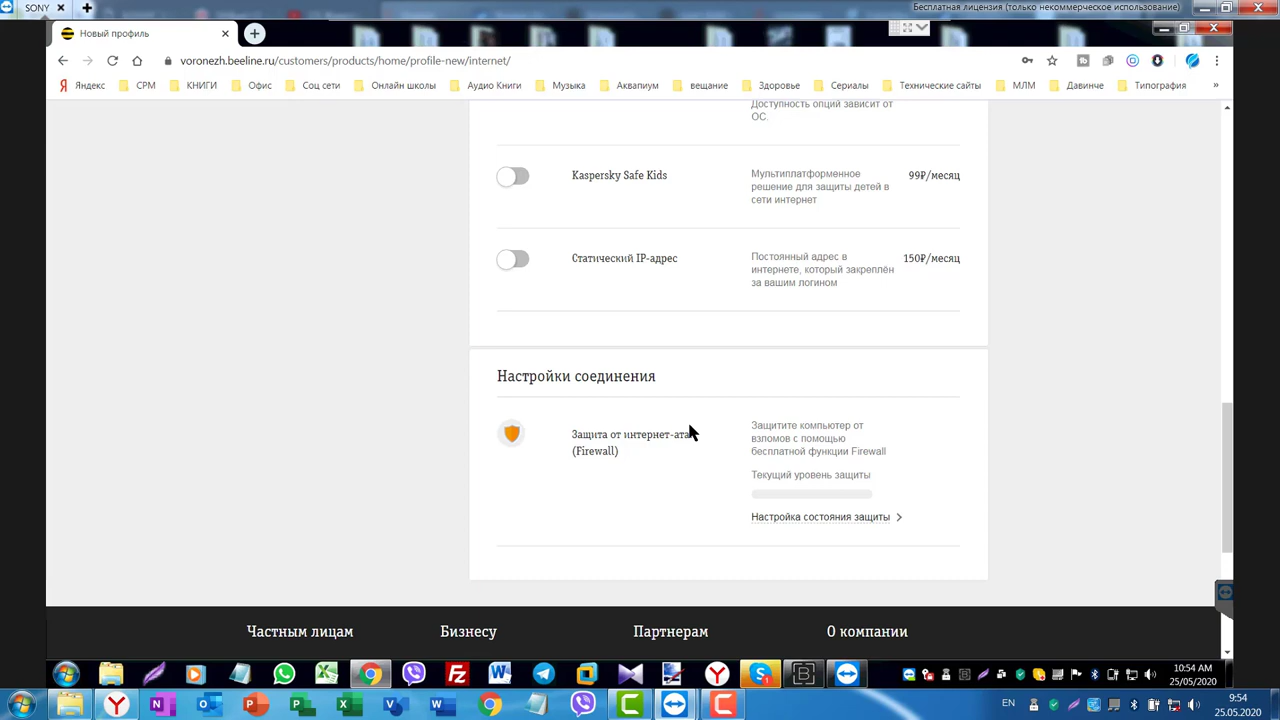 SONY
Бесплатная лицензия (только некоммерческое использование)
Новый профиль
voronezh.beeline.ru/customers/products/home/profile-new/internet/
Яндекс СРМ КНИГИ Офис Соц сети Онлайн школы Аудио Книги Музыка Аквапиум вещание Здоровье Сериалы Технические сайты МЛМ Давинче Типография »
Доступность опций зависит от
ОС.
Kaspersky Safe Kids
Мультиплатформенное
решение для защиты детей в
сети интернет
99₽/месяц
Статический IP-адрес
Постоянный адрес в
интернете, который закреплён
за вашим логином
150₽/месяц
Настройки соединения
Защита от интернет-ата
(Firewall)
Защитите компьютер от
взломов с помощью
бесплатной функции Firewall
Текущий уровень защиты
Настройка состояния защиты
Частным лицам
Бизнесу
Партнерам
О компании
10:54 AM
25/05/2020
EN
9:54
25.05.2020